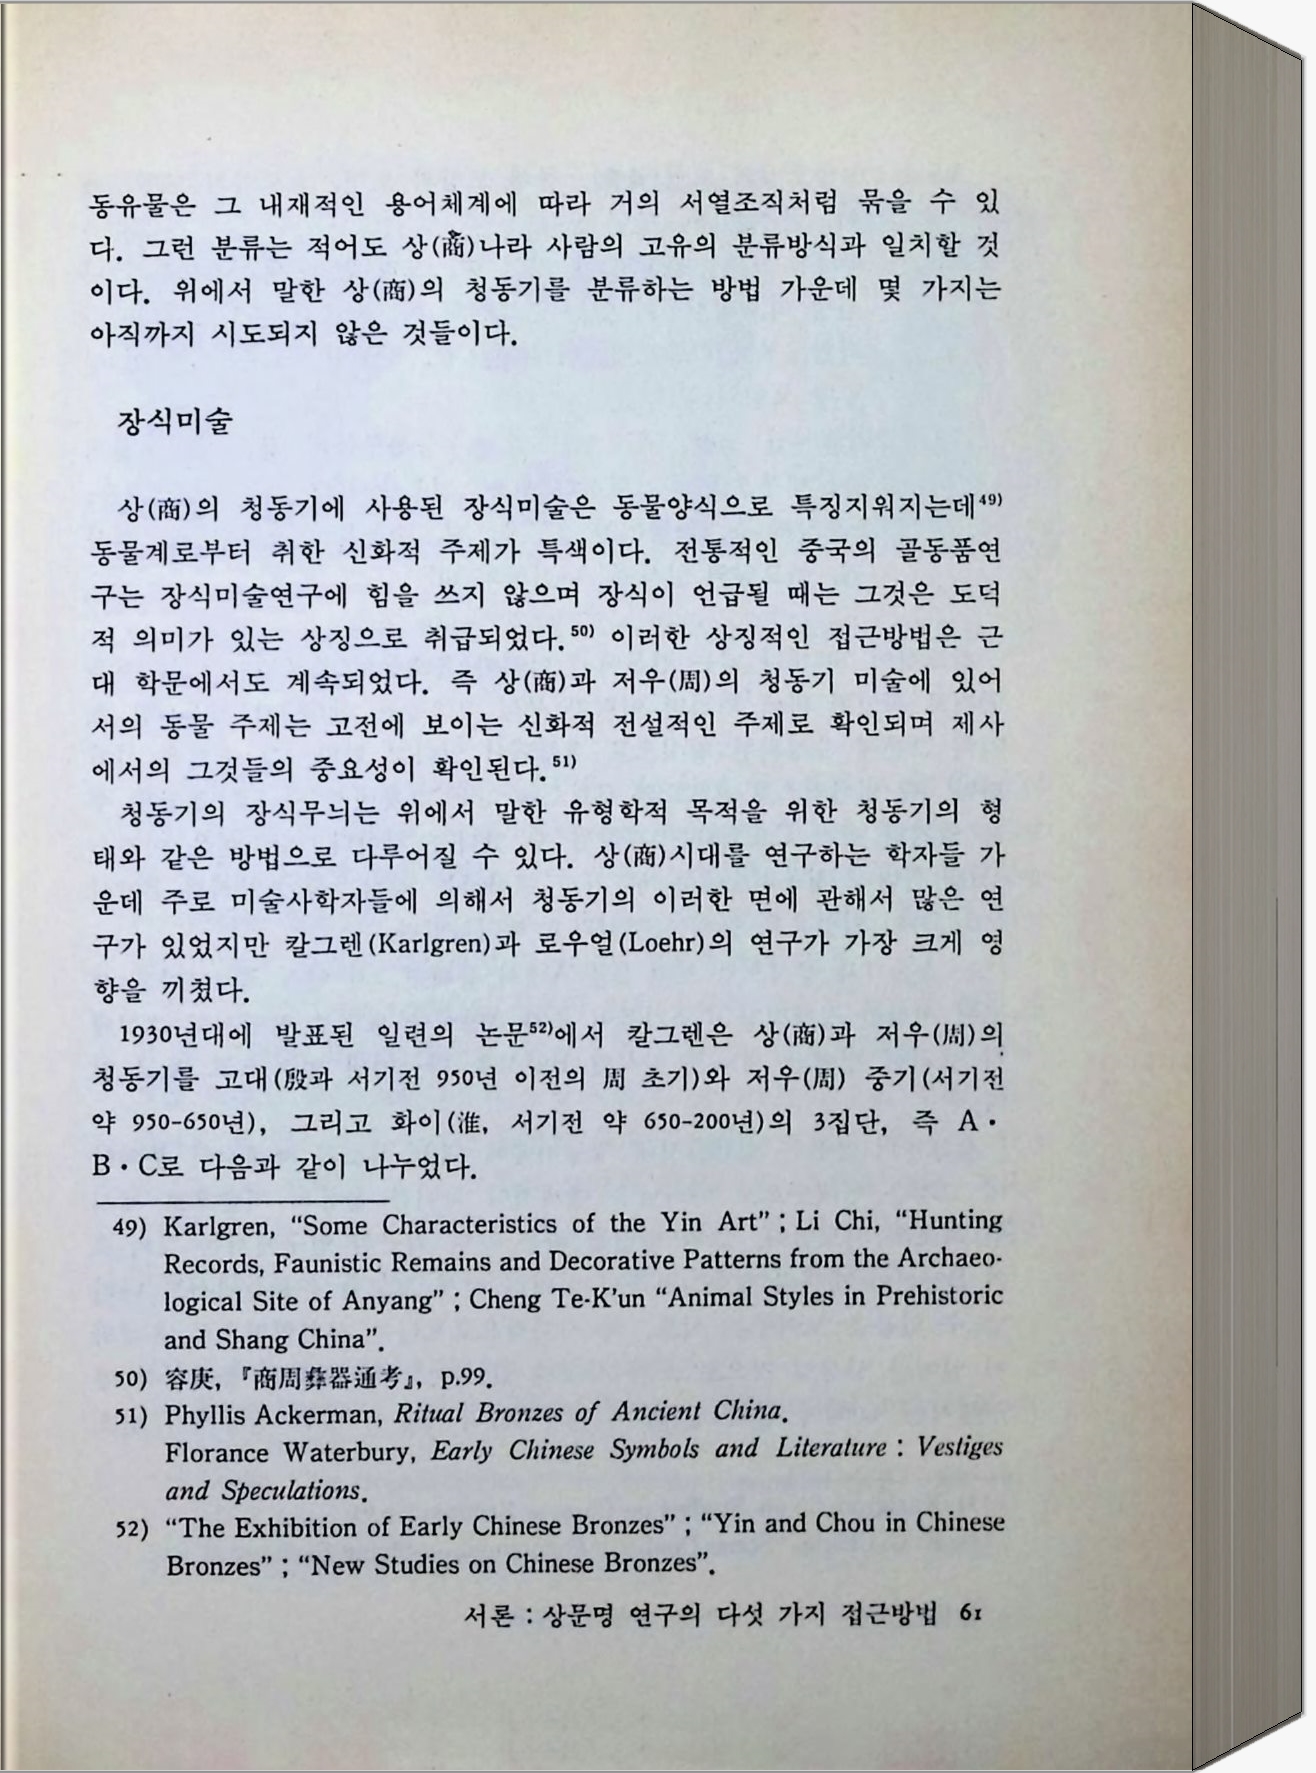 동유물은 그 내재적인 용어체계에 따라 거의 서열조직처럼 묶을 수 있
다. 그런 분류는 적어도 상(商)나라 사람의 고유의 분류방식과 일치할 것
이다. 위에서 말한 상(商)의 청동기를 분류하는 방법 가운데 몇 가지는
아직까지 시도되지 않은 것들이다.
장식미술
상(商)의 청동기에 사용된 장식미술은 동물양식으로 특징지워지는데49)
동물계로부터 취한 신화적 주제가 특색이다. 전통적인 중국의 골동품연
구는 장식미술연구에 힘을 쓰지 않으며 장식이 언급될 때는 그것은 도덕
적 의미가 있는 상징으로 취급되었다.50) 이러한 상징적인 접근방법은 근
대 학문에서도 계속되었다. 즉 상(商)과 저우(周)의 청동기 미술에 있어
서의 동물 주제는 고전에 보이는 신화적 전설적인 주제로 확인되며 제사
에서의 그것들의 중요성이 확인된다.51)
청동기의 장식무늬는 위에서 말한 유형학적 목적을 위한 청동기의 형
태와 같은 방법으로 다루어질 수 있다. 상(商)시대를 연구하는 학자들 가
운데 주로 미술사학자들에 의해서 청동기의 이러한 면에 관해서 많은 연
구가 있었지만 칼그렌(Karlgren)과 로우얼(Loehr)의 연구가 가장 크게 영
향을 끼쳤다.
1930년대에 발표된 일련의 논문52)에서 칼그렌은 상(商)과 저우(周)의
청동기를 고대(殷과 서기전 950년 이전의 周 초기)와 저우(周) 중기(서기전
약 950-650년), 그리고 화이(淮, 서기전 약 650-200년)의 3집단, 즉 A·
B·C로 다음과 같이 나누었다.
49) Karlgren, “Some Characteristics of the Yin Art” ; Li Chi, “Hunting
Records, Faunistic Remains and Decorative Patterns from the Archaeo-
logical Site of Anyang” ; Cheng Te-K'un “Animal Styles in Prehistoric
and Shang China”.
50) 容庚, 『商周彝器通考』, p.99.
51) Phyllis Ackerman, Ritual Bronzes of Ancient China.
Florance Waterbury, Early Chinese Symbols and Literature : Vestiges
and Speculations.
52) “The Exhibition of Early Chinese Bronzes” ; “Yin and Chou in Chinese
Bronzes” ; “New Studies on Chinese Bronzes”.
서론 : 상문명 연구의 다섯 가지 접근방법 61